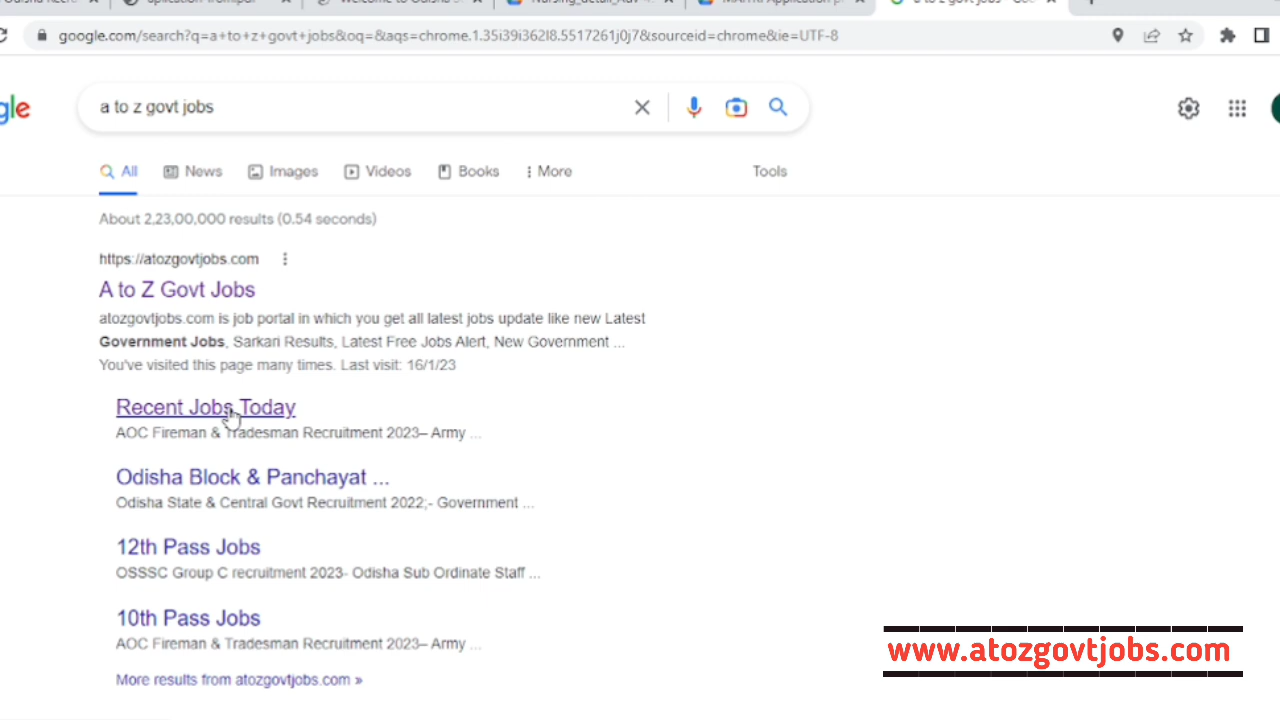 google.com/search?q=a+to+z+govt+jobs&oq=&aqs=chrome.1.35i39i362l8.5517261j0j7&sourceid=chrome&ie=UTF-8
a to z govt jobs
All News Images Videos Books More Tools
About 2,23,00,000 results (0.54 seconds)
https://atozgovtjobs.com
A to Z Govt Jobs
atozgovtjobs.com is job portal in which you get all latest jobs update like new Latest
Government Jobs, Sarkari Results, Latest Free Jobs Alert, New Government ...
You've visited this page many times. Last visit: 16/1/23
Recent Jobs Today
AOC Fireman & Tradesman Recruitment 2023– Army ...
Odisha Block & Panchayat ...
Odisha State & Central Govt Recruitment 2022;- Government ...
12th Pass Jobs
OSSSC Group C recruitment 2023- Odisha Sub Ordinate Staff ...
10th Pass Jobs
AOC Fireman & Tradesman Recruitment 2023– Army ...
More results from atozgovtjobs.com »
www.atozgovtjobs.com